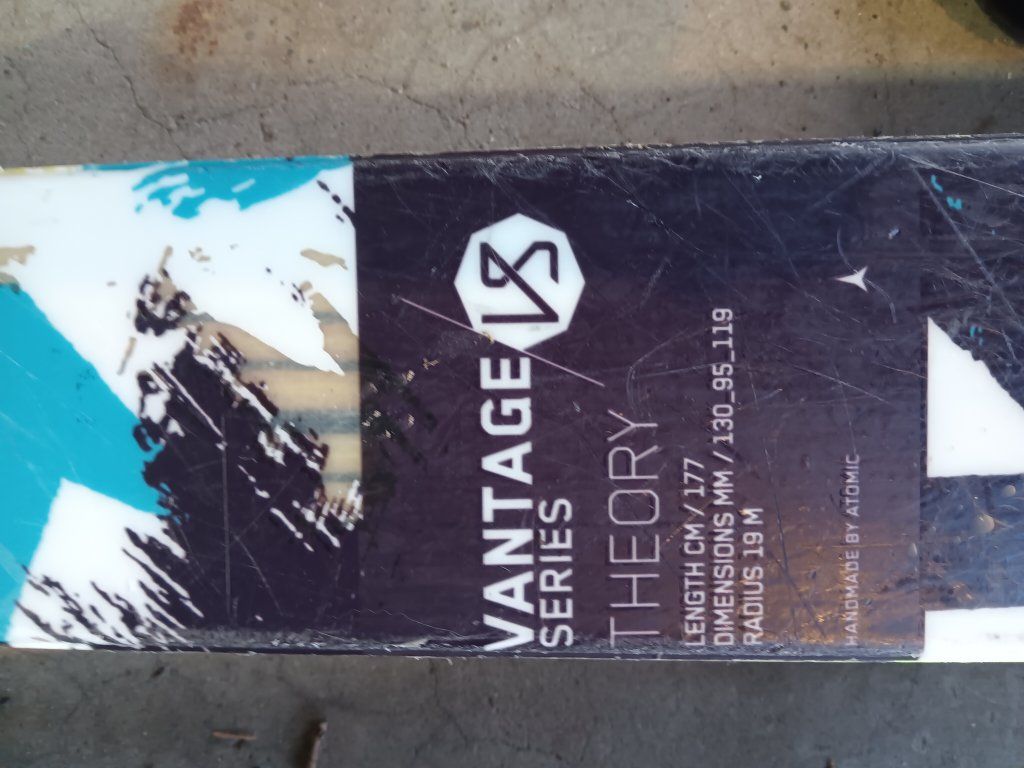 VS
VANTAGE
SERIES
THEORY
LENGTH CM / 177
DIMENSIONS MM / 130_95_119
RADIUS 19 M
HANDMADE BY ATOMIC